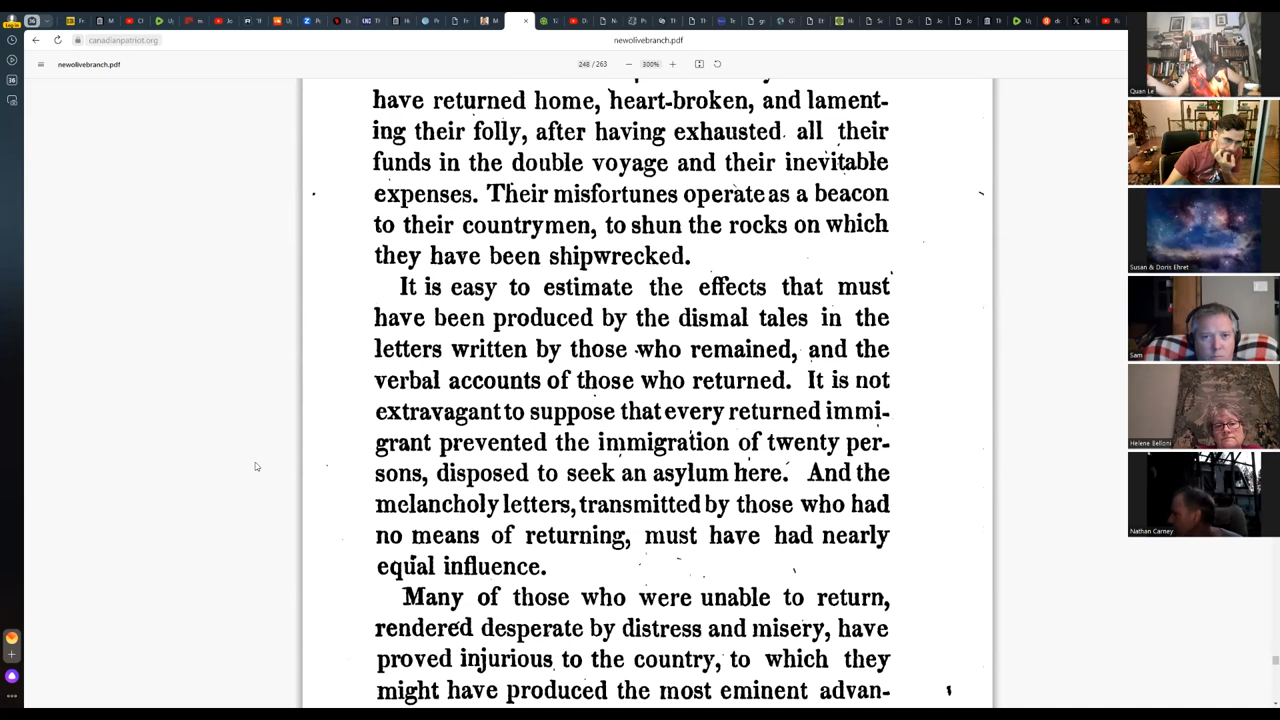 canadianpatriot.org
newolivebranch.pdf
newolivebranch.pdf
248 / 263
300%
have returned home, heart-broken, and lament-
ing their folly, after having exhausted all their
funds in the double voyage and their inevitable
expenses. Their misfortunes operate as a beacon
to their countrymen, to shun the rocks on which
they have been shipwrecked.
It is easy to estimate the effects that must
have been produced by the dismal tales in the
letters written by those who remained, and the
verbal accounts of those who returned. It is not
extravagant to suppose that every returned immi-
grant prevented the immigration of twenty per-
sons, disposed to seek an asylum here. And the
melancholy letters, transmitted by those who had
no means of returning, must have had nearly
equal influence.
Many of those who were unable to return,
rendered desperate by distress and misery, have
proved injurious to the country, to which they
might have produced the most eminent advan-
Quan Le
Susan & Doris Ehret
Sam
Helene Belloni
Nathan Carney